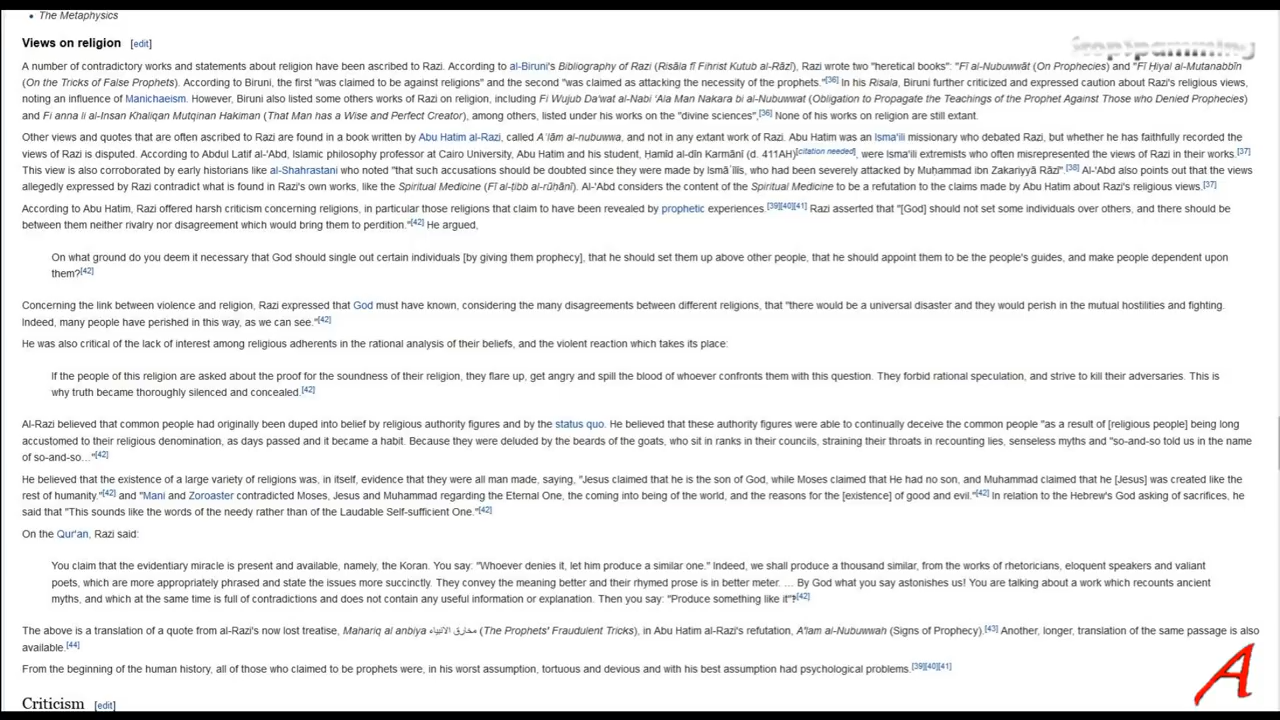 • The Metaphysics
Views on religion [edit]
A number of contradictory works and statements about religion have been ascribed to Razi. According to al-Biruni's Bibliography of Razi (Risāla fī Fihrist Kutub al-Rāzī), Razi wrote two "heretical books": "Fī al-Nubuwwāt (On Prophecies) and "Fī Hiyal al-Mutanabbīn
(On the Tricks of False Prophets). According to Biruni, the first "was claimed to be against religions" and the second "was claimed as attacking the necessity of the prophets."[36] In his Risala, Biruni further criticized and expressed caution about Razi's religious views,
noting an influence of Manichaeism. However, Biruni also listed some others works of Razi on religion, including Fi Wujub Da'wat al-Nabi 'Ala Man Nakara bi al-Nubuwwat (Obligation to Propagate the Teachings of the Prophet Against Those who Denied Prophecies)
and Fi anna li al-Insan Khaliqan Mutqinan Hakiman (That Man has a Wise and Perfect Creator), among others, listed under his works on the "divine sciences",[36] None of his works on religion are still extant.
Other views and quotes that are often ascribed to Razi are found in a book written by Abu Hatim al-Razi, called Aʿlām al-nubuwwa, and not in any extant work of Razi. Abu Hatim was an Isma'ili missionary who debated Razi, but whether he has faithfully recorded the
views of Razi is disputed. According to Abdul Latif al-'Abd, Islamic philosophy professor at Cairo University, Abu Hatim and his student, Ḥamīd al-dīn Karmānī (d. 411AH)[citation needed], were Isma'ili extremists who often misrepresented the views of Razi in their works.[37]
This view is also corroborated by early historians like al-Shahrastani who noted "that such accusations should be doubted since they were made by Ismāʿīlīs, who had been severely attacked by Muḥammad ibn Zakariyyā Rāzī".[38] Al-'Abd also points out that the views
allegedly expressed by Razi contradict what is found in Razi's own works, like the Spiritual Medicine (Fī al-ṭibb al-rūḥānī). Al-'Abd considers the content of the Spiritual Medicine to be a refutation to the claims made by Abu Hatim about Razi's religious views.[37]
According to Abu Hatim, Razi offered harsh criticism concerning religions, in particular those religions that claim to have been revealed by prophetic experiences.[39][40][41] Razi asserted that "[God] should not set some individuals over others, and there should be
between them neither rivalry nor disagreement which would bring them to perdition."[42] He argued,
On what ground do you deem it necessary that God should single out certain individuals [by giving them prophecy], that he should set them up above other people, that he should appoint them to be the people's guides, and make people dependent upon
them?[42]
Concerning the link between violence and religion, Razi expressed that God must have known, considering the many disagreements between different religions, that "there would be a universal disaster and they would perish in the mutual hostilities and fighting.
Indeed, many people have perished in this way, as we can see."[42]
He was also critical of the lack of interest among religious adherents in the rational analysis of their beliefs, and the violent reaction which takes its place:
If the people of this religion are asked about the proof for the soundness of their religion, they flare up, get angry and spill the blood of whoever confronts them with this question. They forbid rational speculation, and strive to kill their adversaries. This is
why truth became thoroughly silenced and concealed.[42]
Al-Razi believed that common people had originally been duped into belief by religious authority figures and by the status quo. He believed that these authority figures were able to continually deceive the common people "as a result of [religious people] being long
accustomed to their religious denomination, as days passed and it became a habit. Because they were deluded by the beards of the goats, who sit in ranks in their councils, straining their throats in recounting lies, senseless myths and "so-and-so told us in the name
of so-and-so..."[42]
He believed that the existence of a large variety of religions was, in itself, evidence that they were all man made, saying, "Jesus claimed that he is the son of God, while Moses claimed that He had no son, and Muhammad claimed that he [Jesus] was created like the
rest of humanity."[42] and "Mani and Zoroaster contradicted Moses, Jesus and Muhammad regarding the Eternal One, the coming into being of the world, and the reasons for the [existence] of good and evil."[42] In relation to the Hebrew's God asking of sacrifices, he
said that "This sounds like the words of the needy rather than of the Laudable Self-sufficient One."[42]
On the Qur'an, Razi said:
You claim that the evidentiary miracle is present and available, namely, the Koran. You say: "Whoever denies it, let him produce a similar one." Indeed, we shall produce a thousand similar, from the works of rhetoricians, eloquent speakers and valiant
poets, which are more appropriately phrased and state the issues more succinctly. They convey the meaning better and their rhymed prose is in better meter. ... By God what you say astonishes us! You are talking about a work which recounts ancient
myths, and which at the same time is full of contradictions and does not contain any useful information or explanation. Then you say: "Produce something like it"‽[42]
The above is a translation of a quote from al-Razi's now lost treatise, Mahariq al anbiya مخارق الانبياء (The Prophets' Fraudulent Tricks), in Abu Hatim al-Razi's refutation, A'lam al-Nubuwwah (Signs of Prophecy).[43] Another, longer, translation of the same passage is also
available.[44]
From the beginning of the human history, all of those who claimed to be prophets were, in his worst assumption, tortuous and devious and with his best assumption had psychological problems.[39][40][41]
A
Criticism [edit]